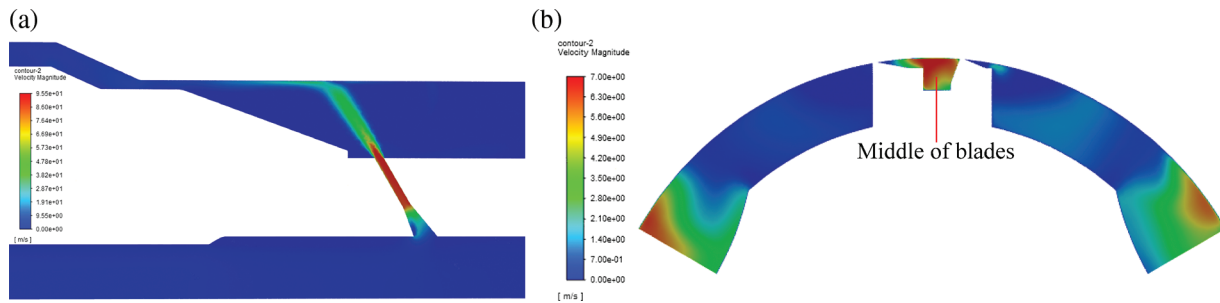 (a)
contour-2
Velocity Magnitude
9.55e+01
8.60e+01
7.64e+01
6.69e+01
5.73e+01
4.78e+01
3.82e+01
2.87e+01
1.91e+01
9.55e+00
0.00e+00
[ m/s ]
(b)
contour-2
Velocity Magnitude
7.00e+00
6.30e+00
5.60e+00
4.90e+00
4.20e+00
3.50e+00
2.80e+00
2.10e+00
1.40e+00
7.00e-01
0.00e+00
[ m/s ]
Middle of blades